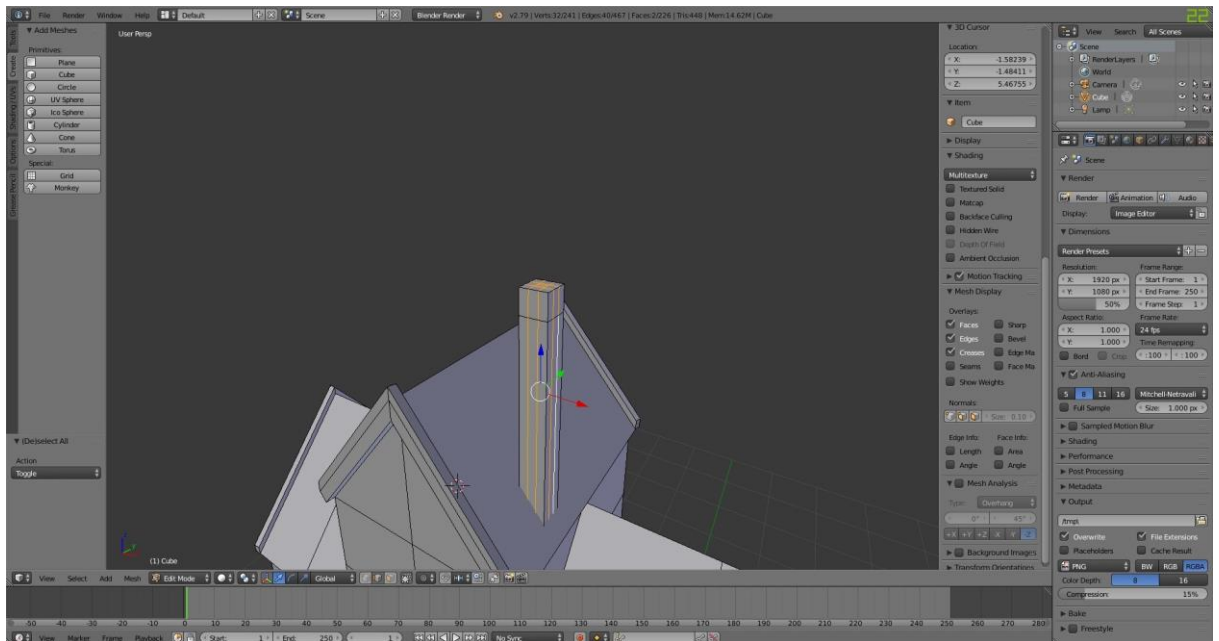 File Render Window Help Default Scene Blender Render v2.79 | Verts:32/241 | Edges:40/467 | Faces:2/226 | Tris:448 | Mem:14.62M | Cube
22
Tools
Create
Shading / UVs
Options
Physics
Grease Pencil
Add Meshes
Primitives:
Plane
Cube
Circle
UV Sphere
Ico Sphere
Cylinder
Cone
Torus
Special:
Grid
Monkey
(De)select All
Action
Toggle
User Persp
(1) Cube
3D Cursor
Location:
X: -1.58239
Y: -1.48411
Z: 5.46755
Item
Cube
Display
Shading
Multitexture
Textured Solid
Matcap
Backface Culling
Hidden Wire
Depth Of Field
Ambient Occlusion
Motion Tracking
Mesh Display
Overlays:
Faces Sharp
Edges Bevel
Creases Edge Ma
Seams Face Ma
Show Weights
Normals:
Size: 0.10
Edge Info: Face Info:
Length Area
Angle Angle
Mesh Analysis
Type: Overhang
0° 45°
+X +Y +Z -X -Y -Z
Background Images
Transform Orientations
View Search All Scenes
Scene
RenderLayers
World
Camera
Cube
Lamp
Scene
Render
Render Animation Audio
Display: Image Editor
Dimensions
Render Presets
Resolution: Frame Range:
X: 1920 px Start Frame: 1
Y: 1080 px End Frame: 250
50% Frame Step: 1
Aspect Ratio: Frame Rate:
X: 1.000 24 fps
Y: 1.000 Time Remapping:
Bord Crop :100 :100
Anti-Aliasing
5 8 11 16 Mitchell-Netravali
Full Sample Size: 1.000 px
Sampled Motion Blur
Shading
Performance
Post Processing
Metadata
Output
/tmp\
Overwrite File Extensions
Placeholders Cache Result
PNG BW RGB RGBA
Color Depth: 8 16
Compression: 15%
Bake
Freestyle
View Select Add Mesh Edit Mode Global
-50 -40 -30 -20 -10 0 10 20 30 40 50 60 70 80 90 100 110 120 130 140 150 160 170 180 190 200 210 220 230 240 250 260 270 280
View Marker Frame Playback Start: 1 End: 250 1 No Sync